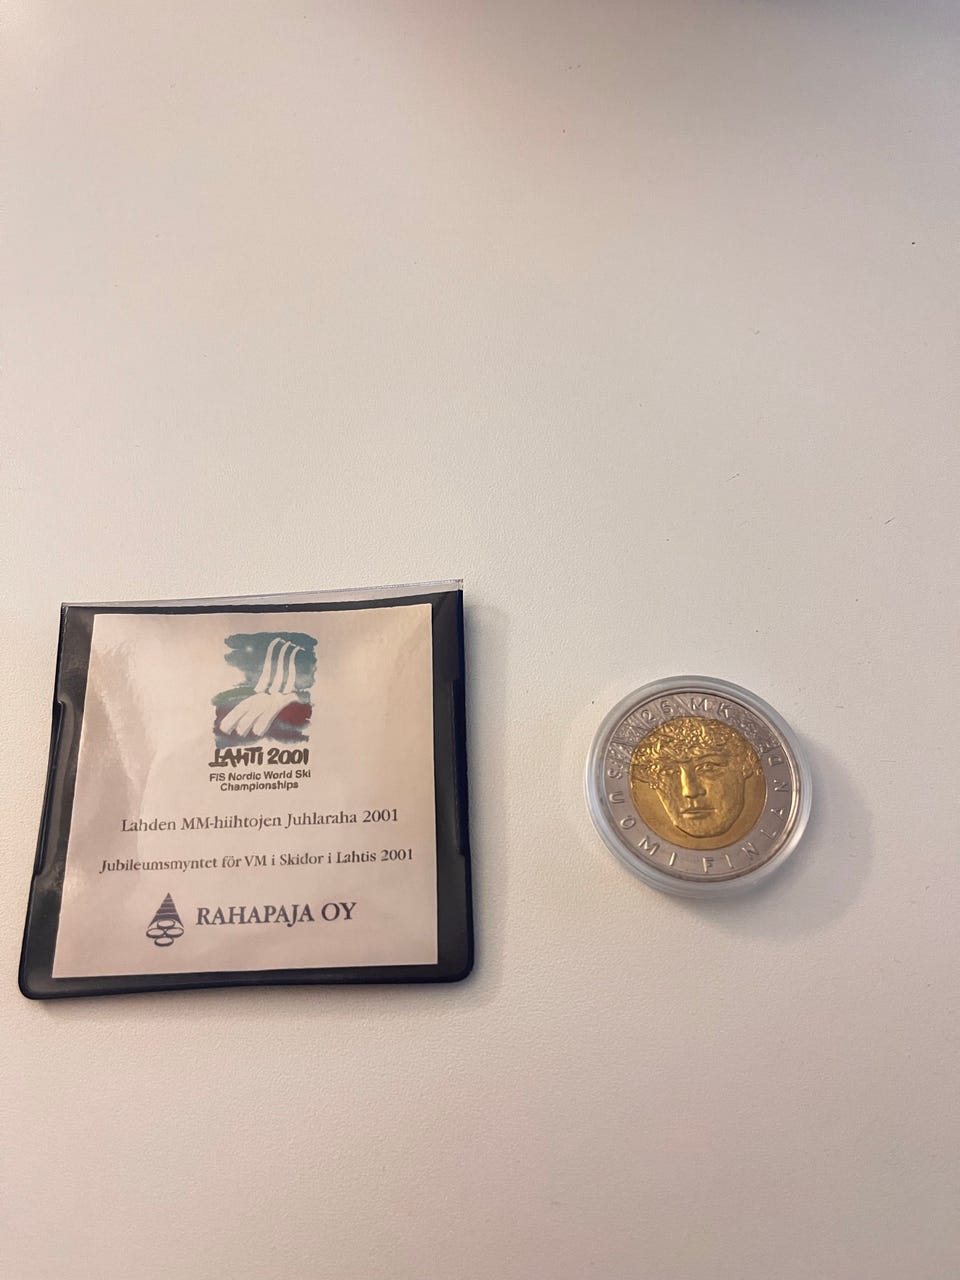 LAHTI 2001
FIS Nordic World Ski
Championships
Lahden MM-hiihtojen Juhlaraha 2001
Jubileumsmyntet för VM i Skidor i Lahtis 2001
RAHAPAJA OY
25 MK
SUOMI FINLAND